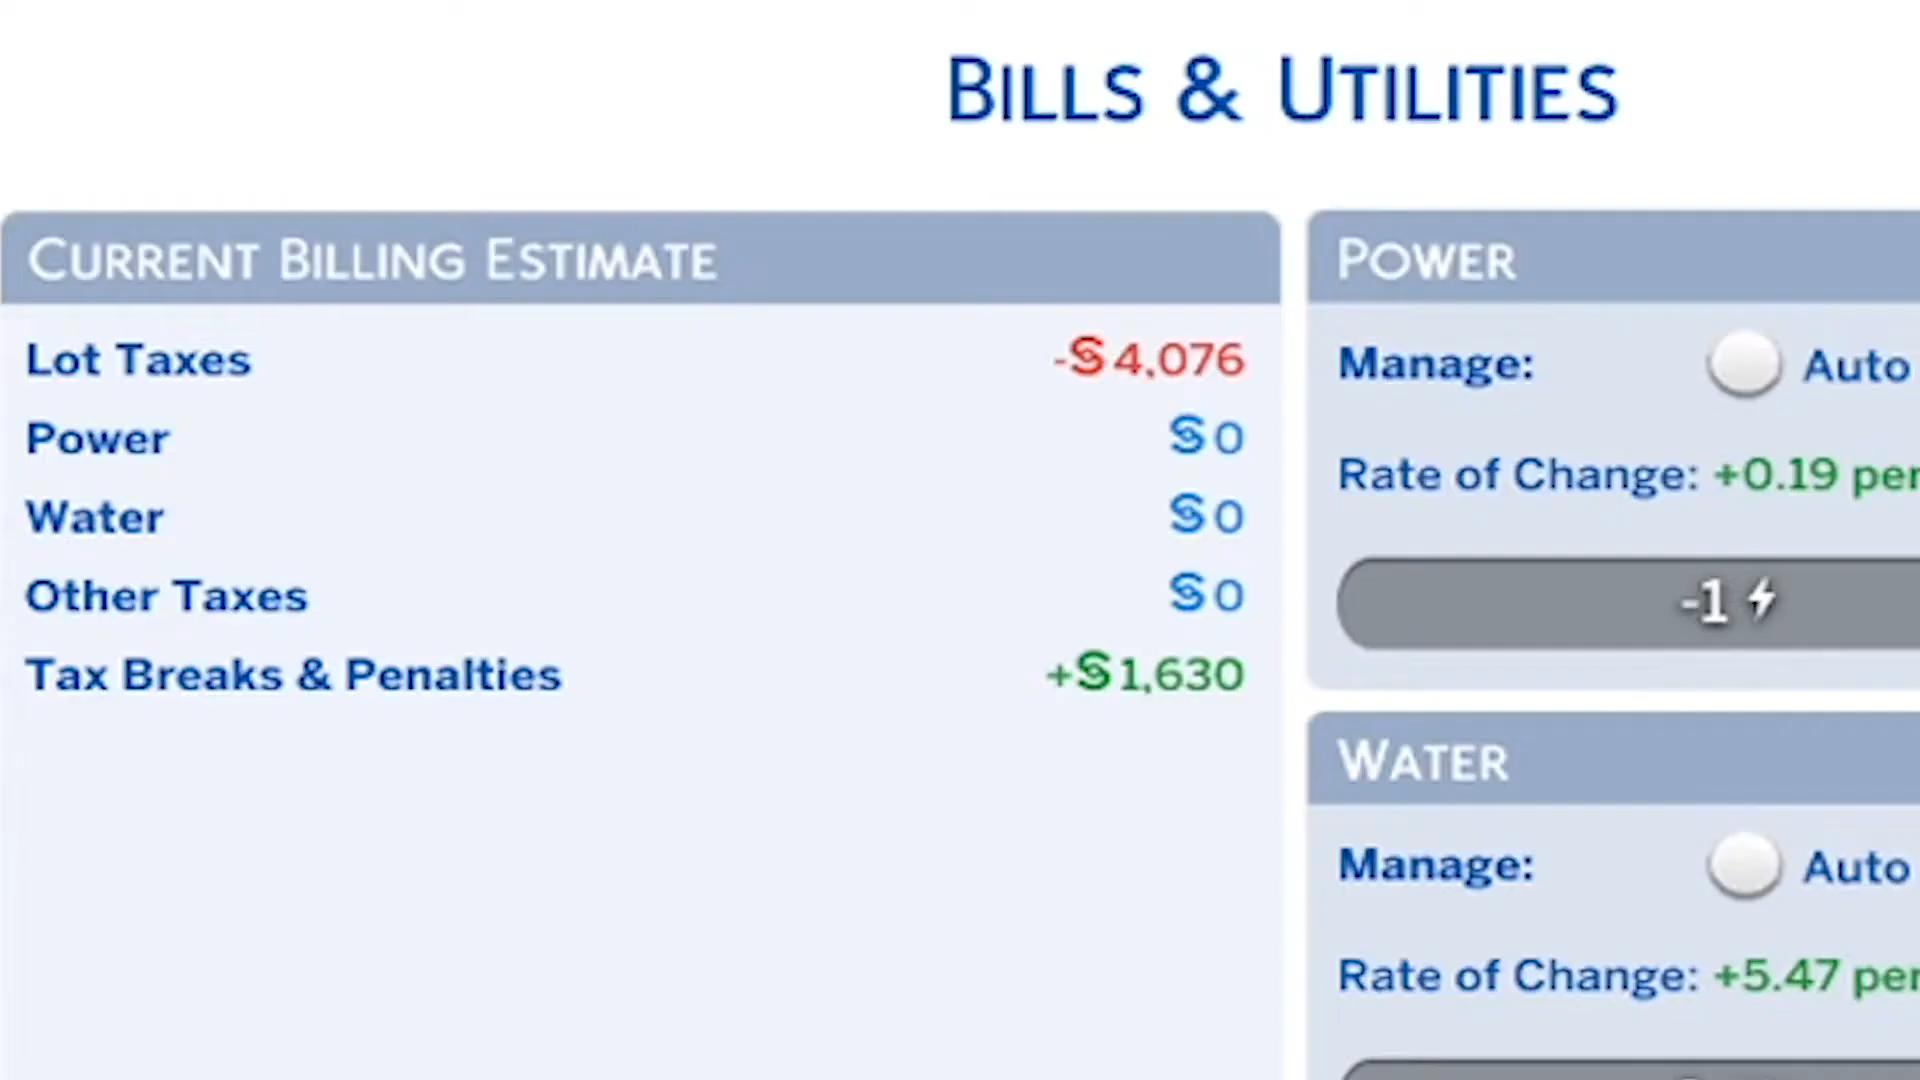 BILLS & UTILITIES
CURRENT BILLING ESTIMATE
Lot Taxes -§4,076
Power §0
Water §0
Other Taxes §0
Tax Breaks & Penalties +§1,630
POWER
Manage: Auto
Rate of Change: +0.19 per
-1
WATER
Manage: Auto
Rate of Change: +5.47 per